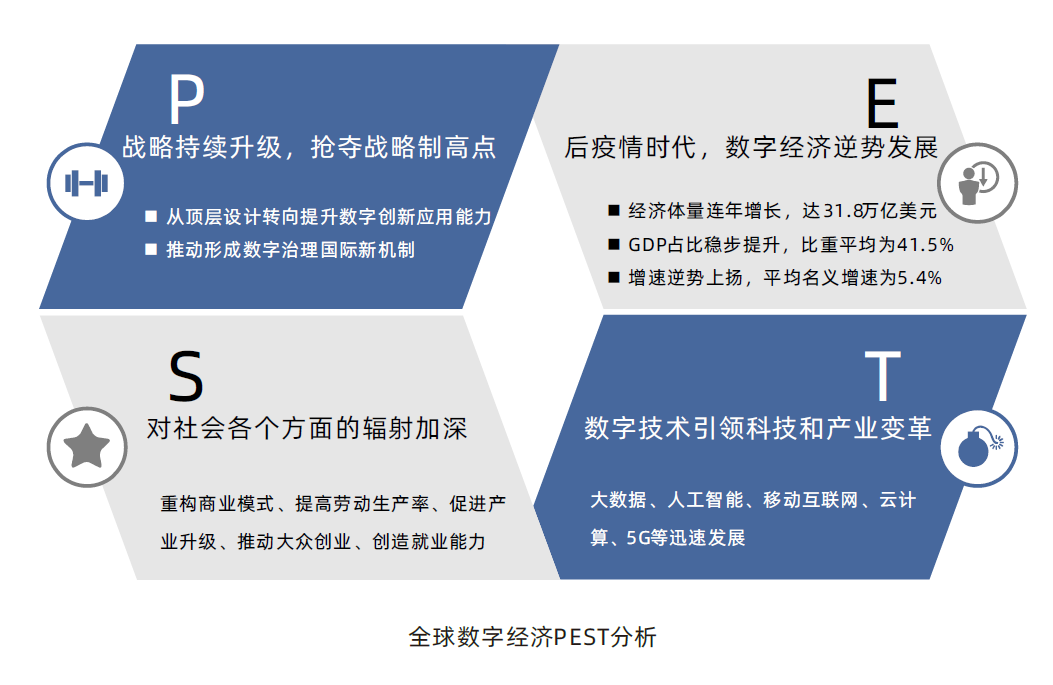 P
战略持续升级，抢夺战略制高点
■ 从顶层设计转向提升数字创新应用能力
■ 推动形成数字治理国际新机制
E
后疫情时代，数字经济逆势发展
■ 经济体量连年增长，达31.8万亿美元
■ GDP占比稳步提升，比重平均为41.5%
■ 增速逆势上扬，平均名义增速为5.4%
S
对社会各个方面的辐射加深
重构商业模式、提高劳动生产率、促进产
业升级、推动大众创业、创造就业能力
T
数字技术引领科技和产业变革
大数据、人工智能、移动互联网、云计
算、5G等迅速发展
全球数字经济PEST分析